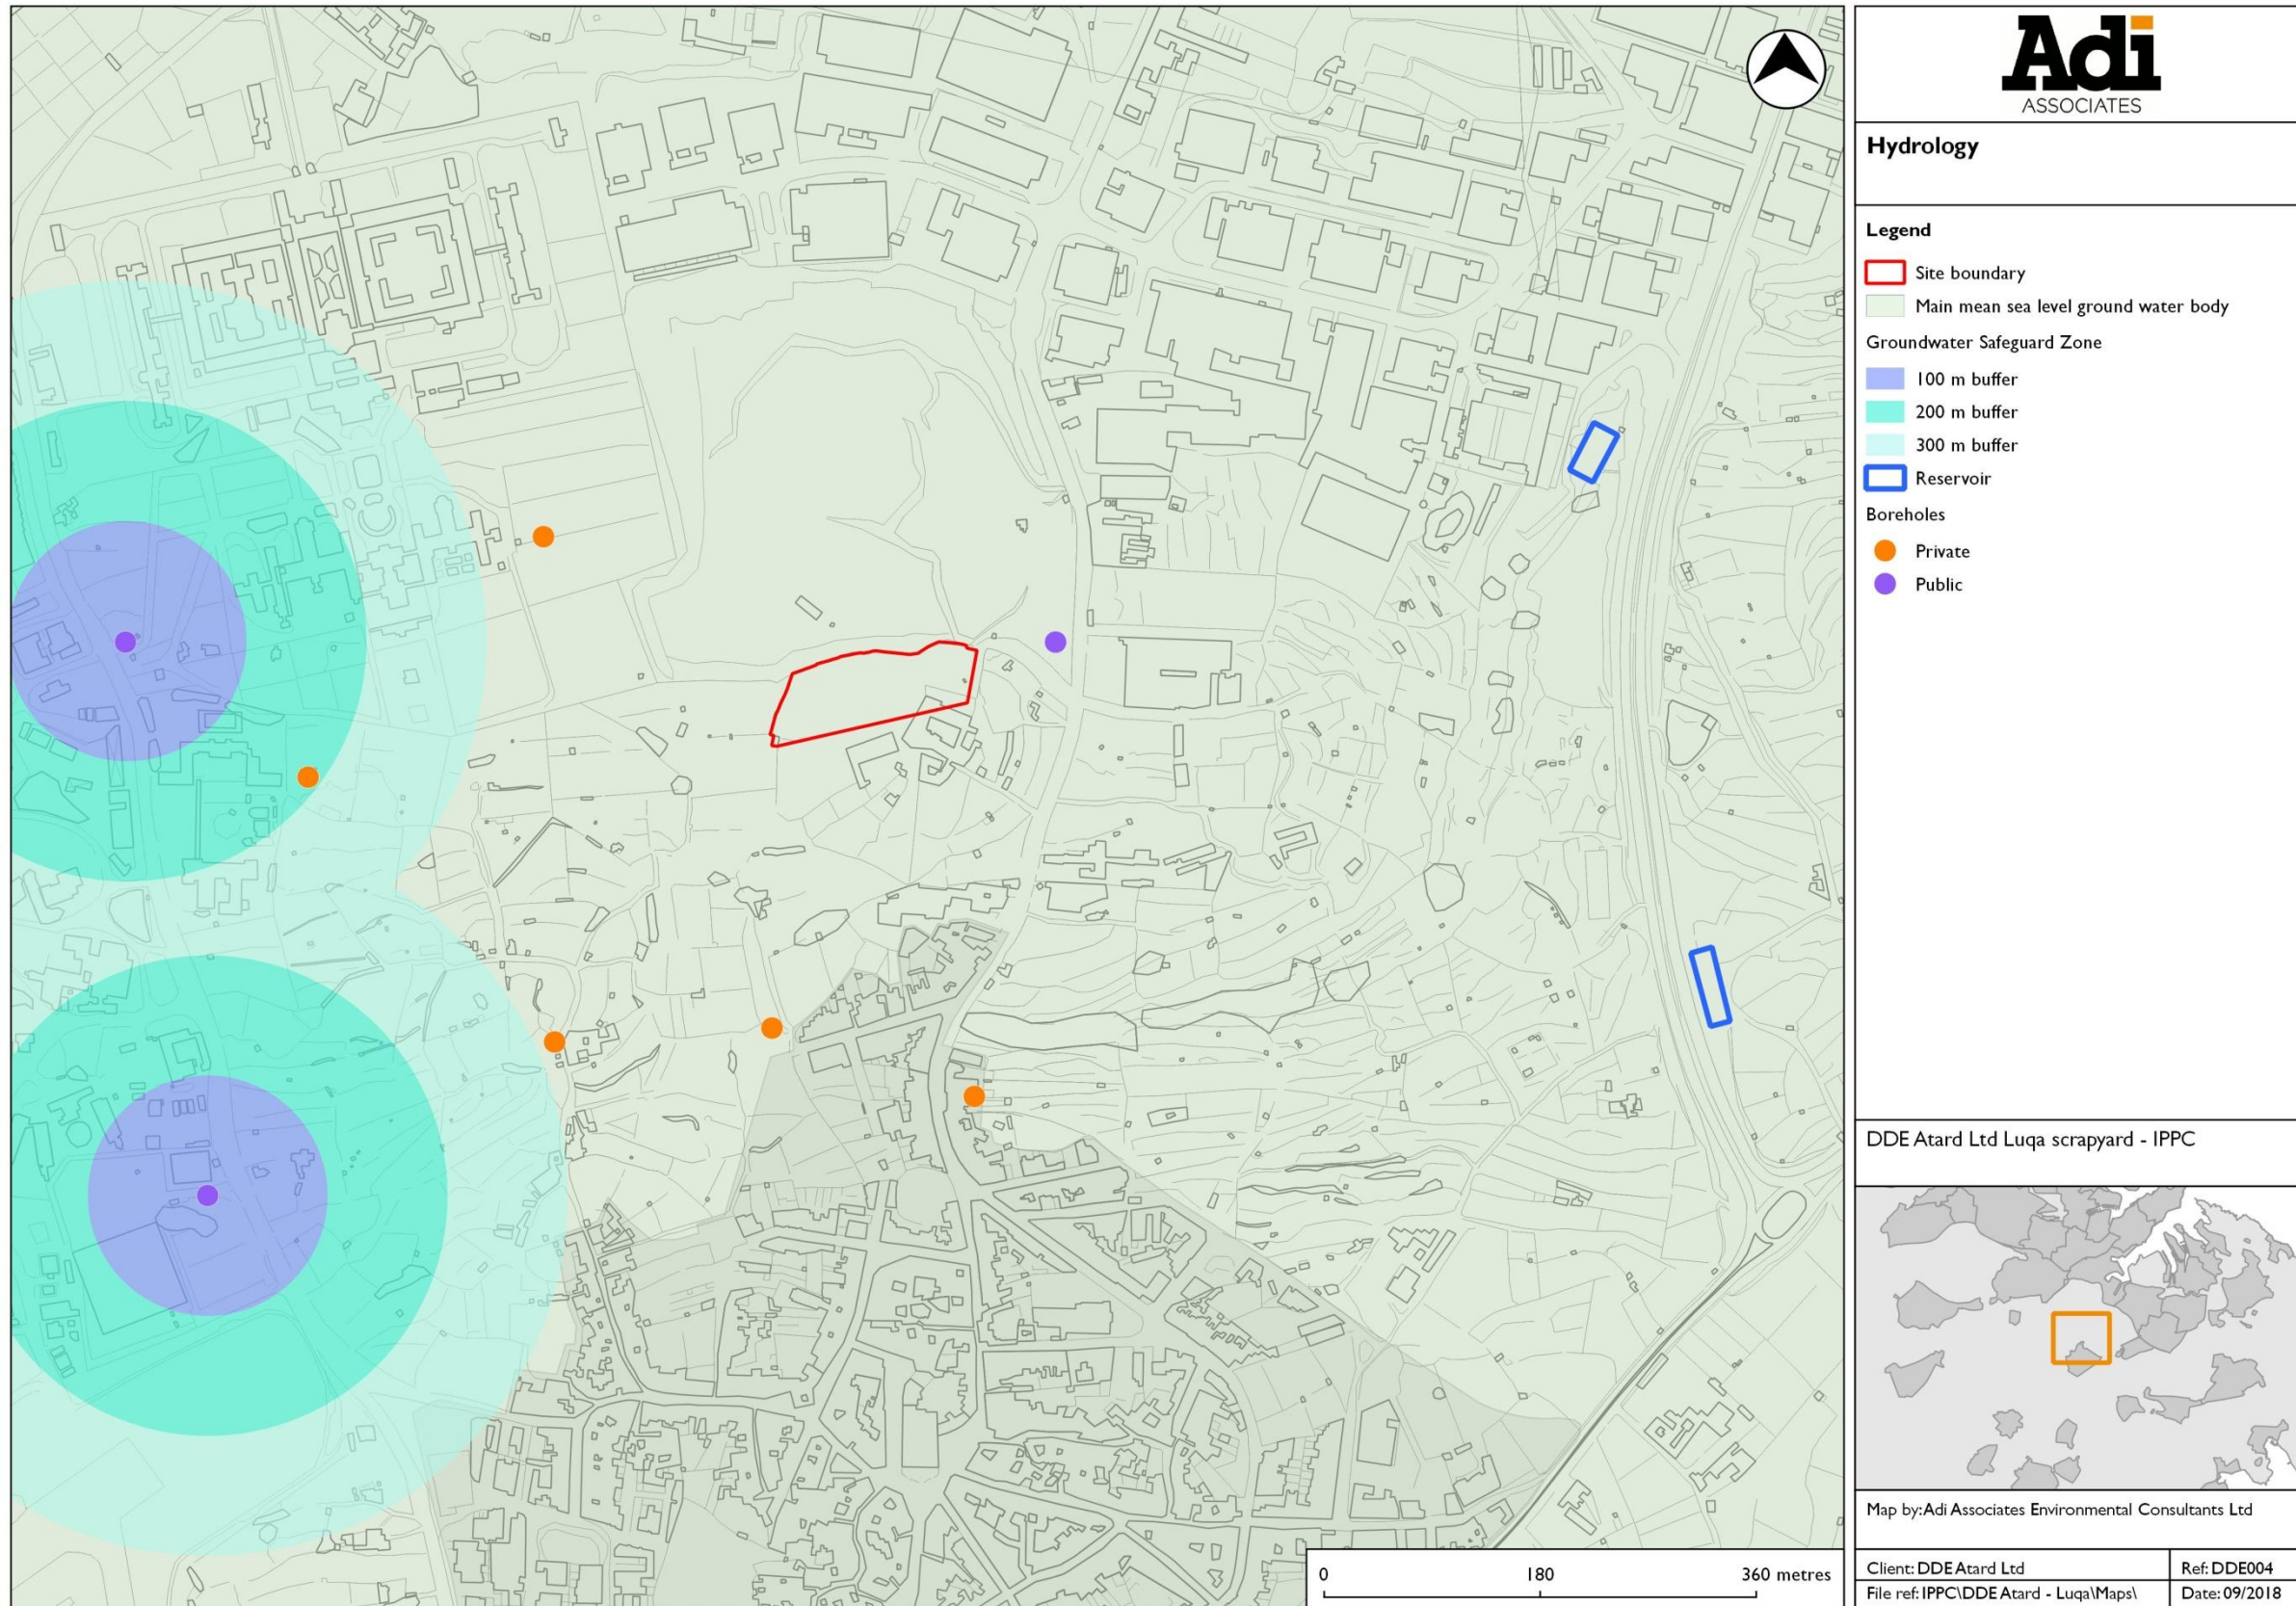 Adi
ASSOCIATES
Hydrology
Legend
Site boundary
Main mean sea level ground water body
Groundwater Safeguard Zone
100 m buffer
200 m buffer
300 m buffer
Reservoir
Boreholes
Private
Public
DDE Atard Ltd Luqa scrapyard - IPPC
Map by: Adi Associates Environmental Consultants Ltd
Client: DDE Atard Ltd
Ref: DDE004
File ref: IPPC\DDE Atard - Luqa\Maps\
Date: 09/2018
0 180 360 metres